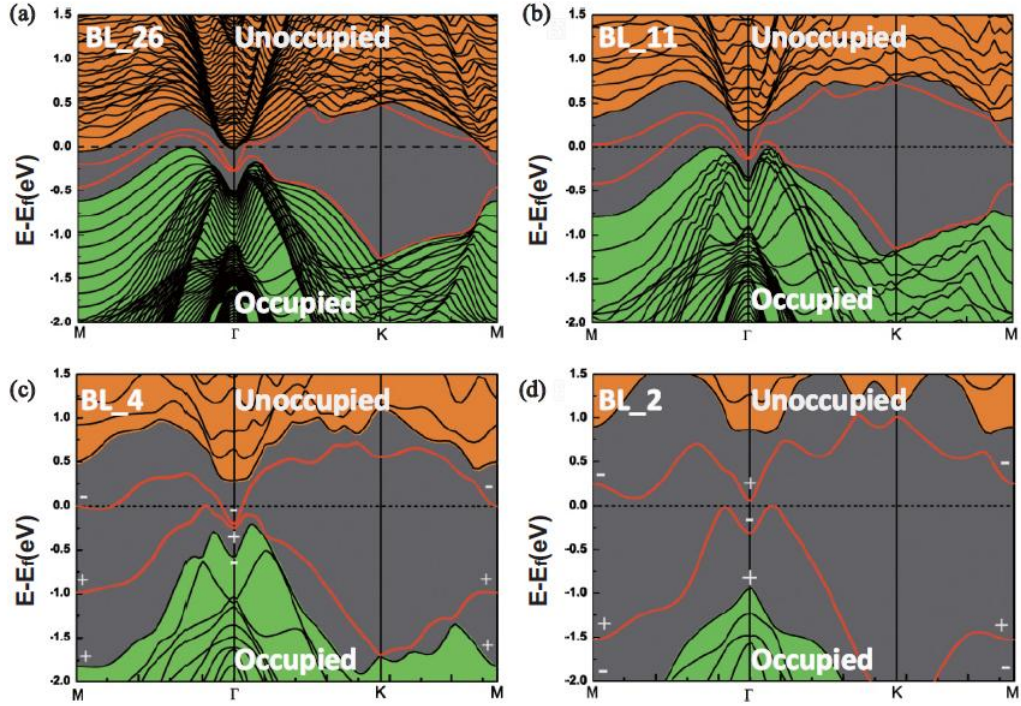 (a)
BL_26
Unoccupied
E-Ef(eV)
1.5
1.0
0.5
0.0
-0.5
-1.0
-1.5
-2.0
Occupied
M Γ K M
(b)
BL_11
Unoccupied
E-Ef(eV)
1.5
1.0
0.5
0.0
-0.5
-1.0
-1.5
-2.0
Occupied
M Γ K M
(c)
BL_4
Unoccupied
E-Ef(eV)
1.5
1.0
0.5
0.0
-0.5
-1.0
-1.5
-2.0
- - -
+ + +
-
+ +
Occupied
M Γ K M
(d)
BL_2
Unoccupied
E-Ef(eV)
1.5
1.0
0.5
0.0
-0.5
-1.0
-1.5
-2.0
- + -
-
+
+ +
- -
Occupied
M Γ K M